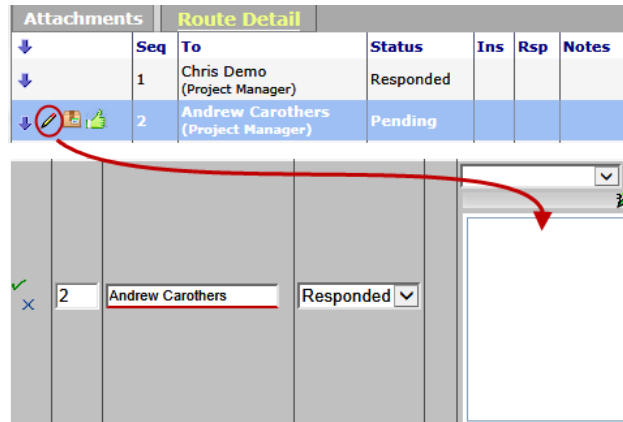 Attachments Route Detail
Seq To Status Ins Rsp Notes
1 Chris Demo Responded
(Project Manager)
2 Andrew Carothers Pending
(Project Manager)
2 Andrew Carothers Responded